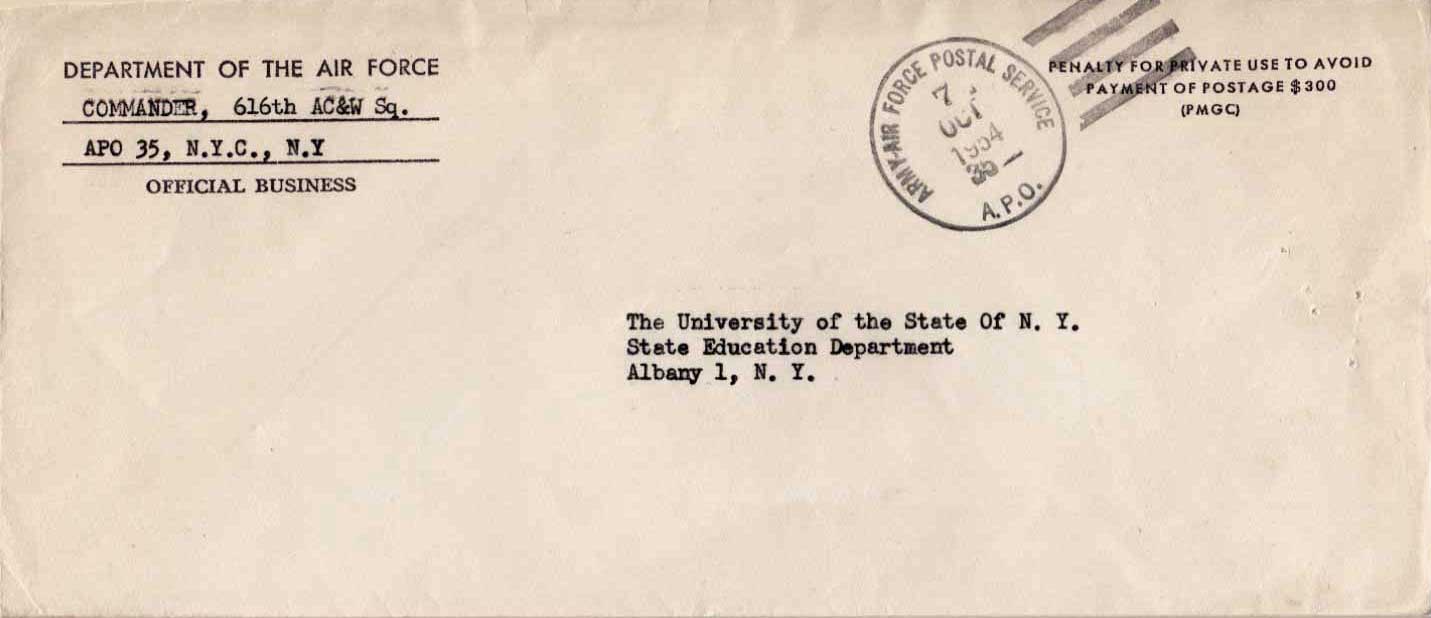 DEPARTMENT OF THE AIR FORCE
COMMANDER, 616th AC&W Sq.
APO 35, N.Y.C., N.Y
OFFICIAL BUSINESS
ARMY-AIR FORCE POSTAL SERVICE
7
OCT
1954
A.P.O.
PENALTY FOR PRIVATE USE TO AVOID
PAYMENT OF POSTAGE $300
(PMGC)
The University of the State Of N. Y.
State Education Department
Albany 1, N. Y.